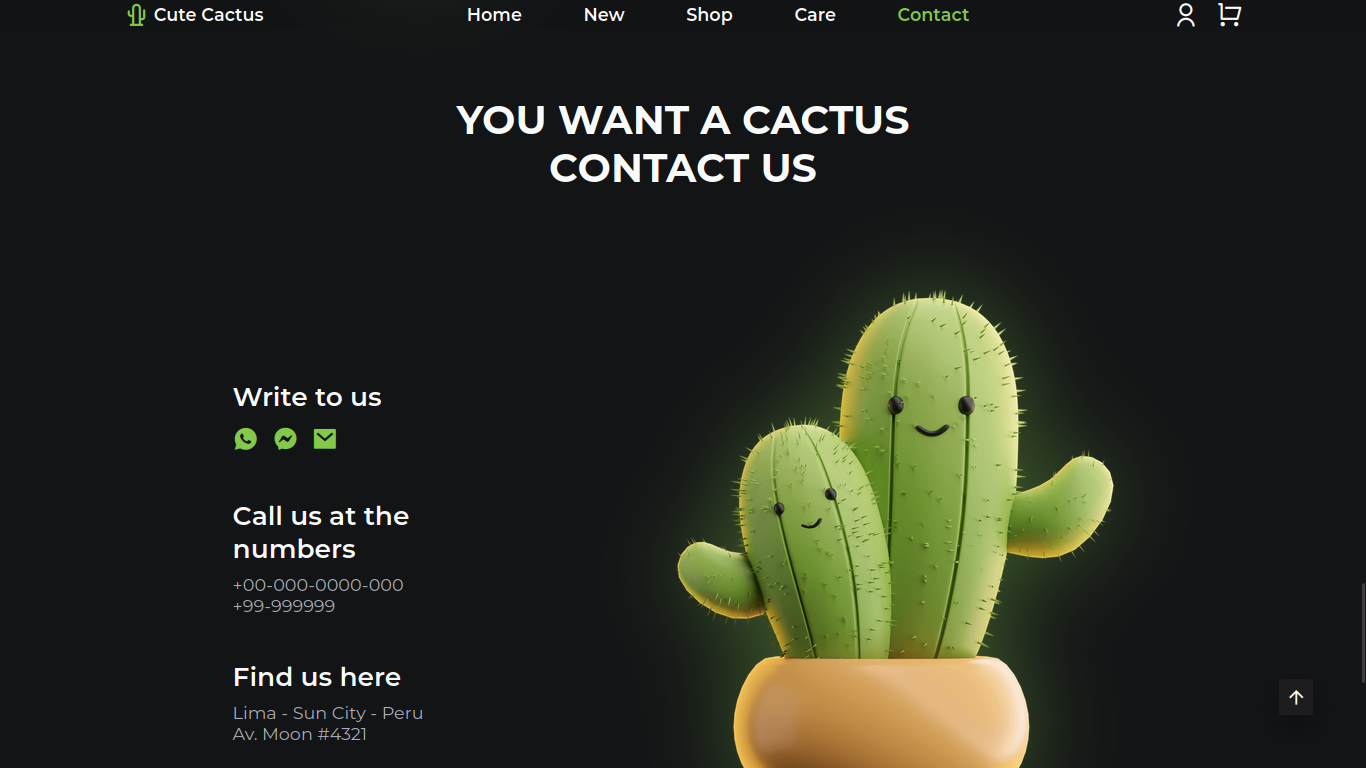 Cute Cactus
Home
New
Shop
Care
Contact
YOU WANT A CACTUS
CONTACT US
Write to us
Call us at the
numbers
+00-000-0000-000
+99-999999
Find us here
Lima - Sun City - Peru
Av. Moon #4321